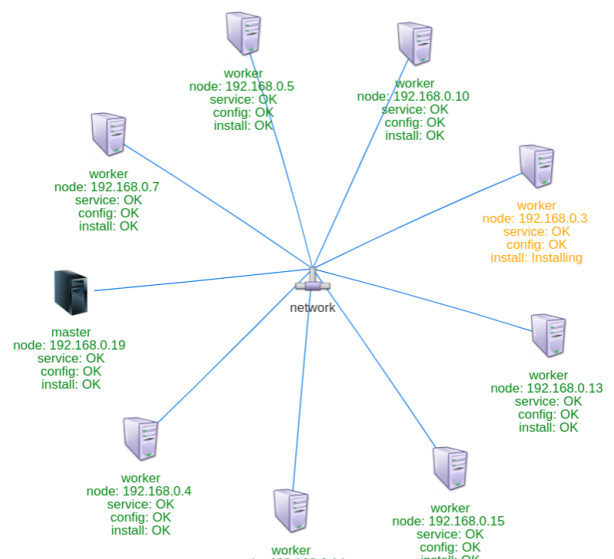 worker
node: 192.168.0.5
service: OK
config: OK
install: OK
worker
node: 192.168.0.10
service: OK
config: OK
install: OK
worker
node: 192.168.0.7
service: OK
config: OK
install: OK
worker
node: 192.168.0.3
service: OK
config: OK
install: Installing
network
master
node: 192.168.0.19
service: OK
config: OK
install: OK
worker
node: 192.168.0.13
service: OK
config: OK
install: OK
worker
node: 192.168.0.4
service: OK
config: OK
install: OK
worker
node: 192.168.0.15
service: OK
config: OK
install: OK
worker